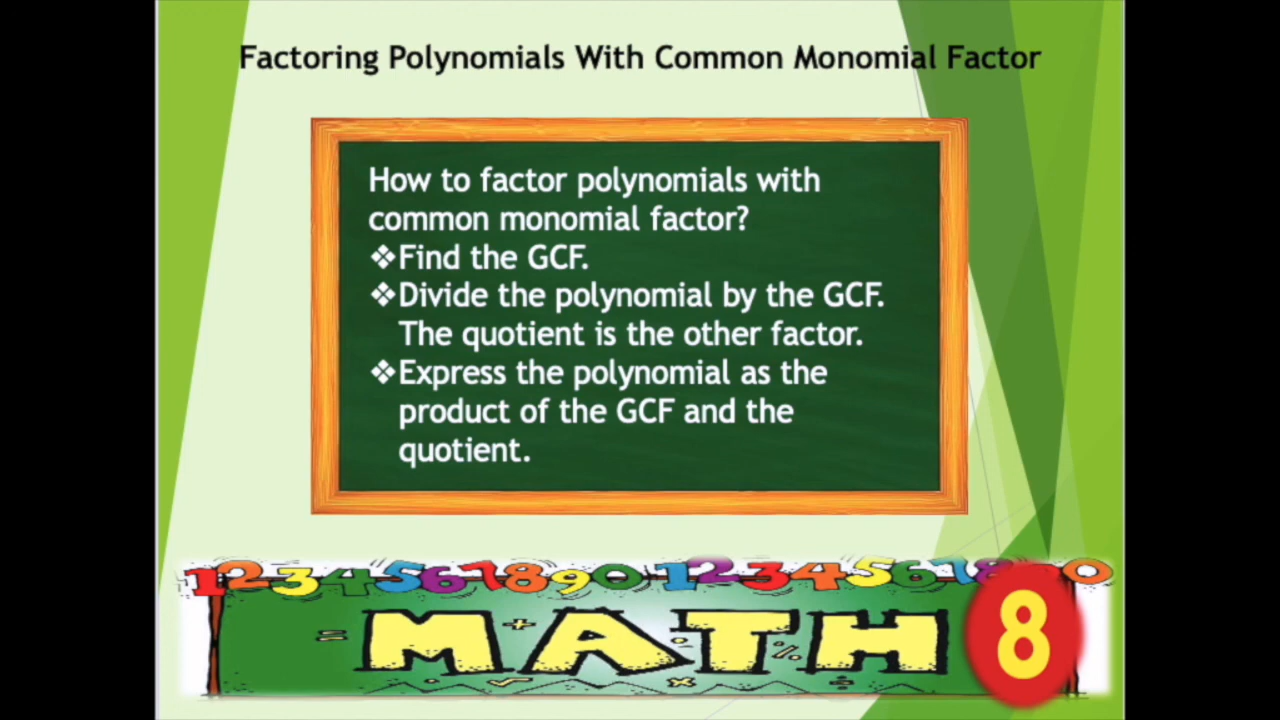 Factoring Polynomials With Common Monomial Factor
How to factor polynomials with
common monomial factor?
❖Find the GCF.
❖Divide the polynomial by the GCF.
The quotient is the other factor.
❖Express the polynomial as the
product of the GCF and the
quotient.
12345678901234567890
= + ÷ %
MATH 8
· √ × ÷